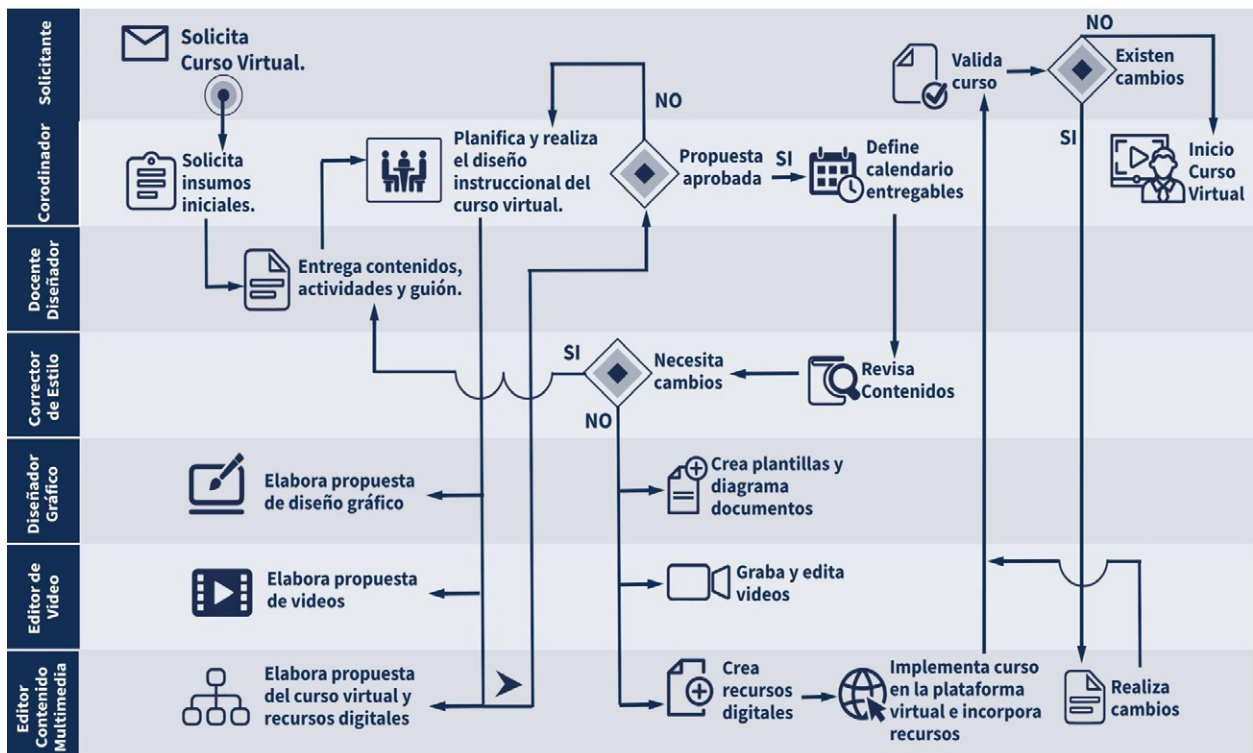 Solicitante
Solicita
Curso Virtual.
NO
Valida
curso
NO
Existen
cambios
SI
Corodinador
Solicita
insumos
iniciales.
Planifica y realiza
el diseño
instruccional del
curso virtual.
Propuesta
aprobada
SI
Define
calendario
entregables
Inicio
Curso
Virtual
Docente
Diseñador
Entrega contenidos,
actividades y guión.
Corrector
de Estilo
SI
Necesita
cambios
NO
Revisa
Contenidos
Diseñador
Gráfico
Elabora propuesta
de diseño gráfico
Crea plantillas y
diagrama
documentos
Editor de
Video
Elabora propuesta
de videos
Graba y edita
videos
Editor
Contenido
Multimedia
Elabora propuesta
del curso virtual y
recursos digitales
Crea
recursos
digitales
Implementa curso
en la plataforma
virtual e incorpora
recursos
Realiza
cambios